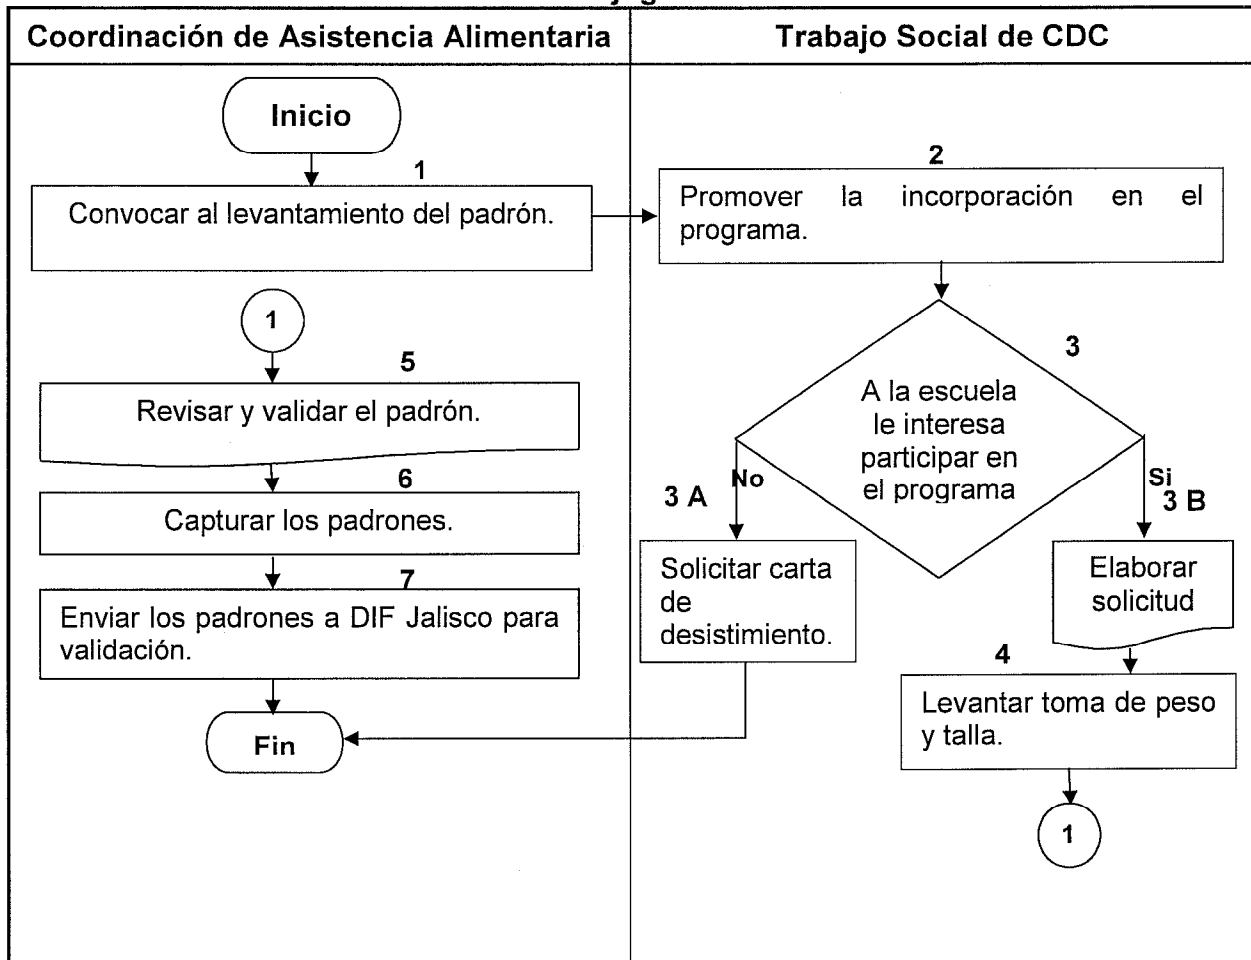 Coordinación de Asistencia Alimentaria
Trabajo Social de CDC
Inicio
1
Convocar al levantamiento del padrón.
2
Promover la incorporación en el
programa.
3
A la escuela
le interesa
participar en
el programa
No
3 A
Solicitar carta
de
desistimiento.
Si
3 B
Elaborar
solicitud
4
Levantar toma de peso
y talla.
1
1
5
Revisar y validar el padrón.
6
Capturar los padrones.
7
Enviar los padrones a DIF Jalisco para
validación.
Fin